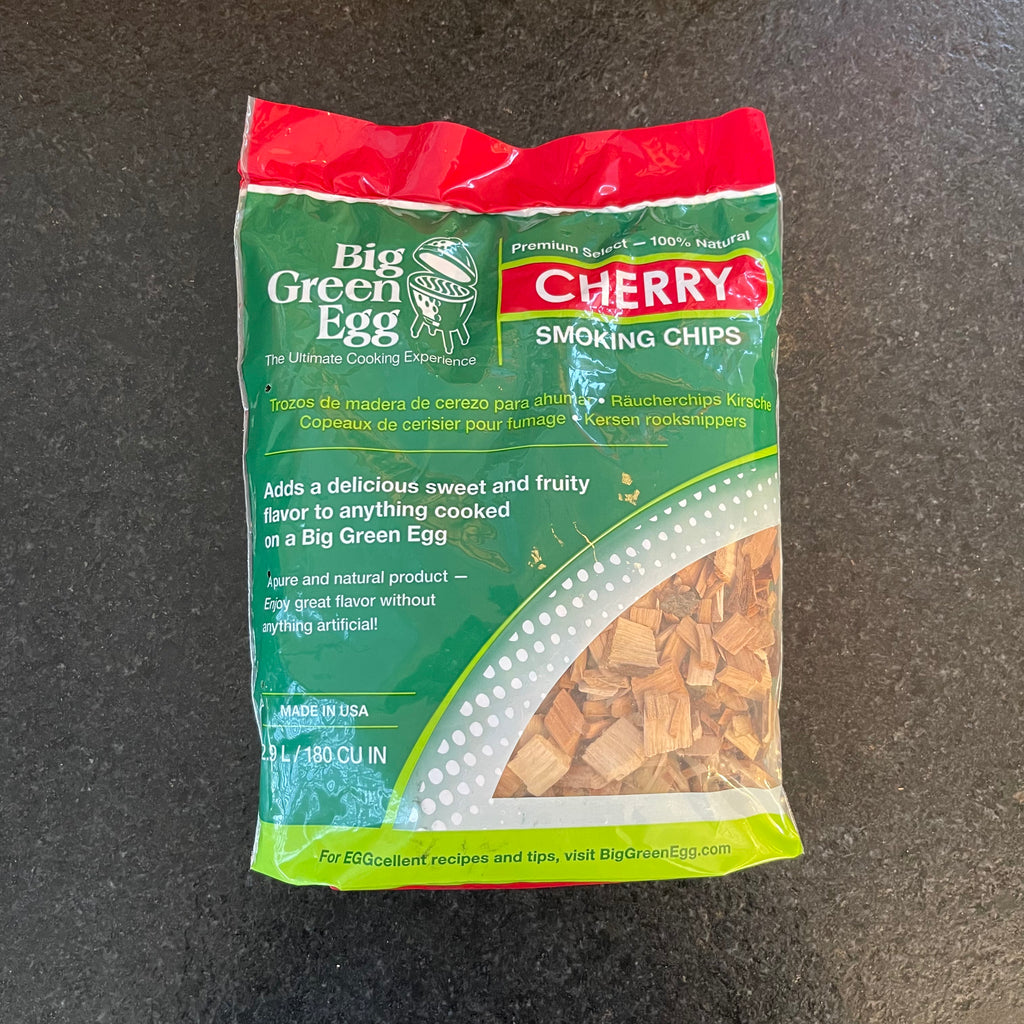 Big
Green
Egg
The Ultimate Cooking Experience
Premium Select — 100% Natural
CHERRY
SMOKING CHIPS
Trozos de madera de cerezo para ahumar • Räucherchips Kirsche
Copeaux de cerisier pour fumage • Kersen rooksnippers
Adds a delicious sweet and fruity
flavor to anything cooked
on a Big Green Egg
A pure and natural product —
Enjoy great flavor without
anything artificial!
MADE IN USA
2.9 L / 180 CU IN
For EGGcellent recipes and tips, visit BigGreenEgg.com